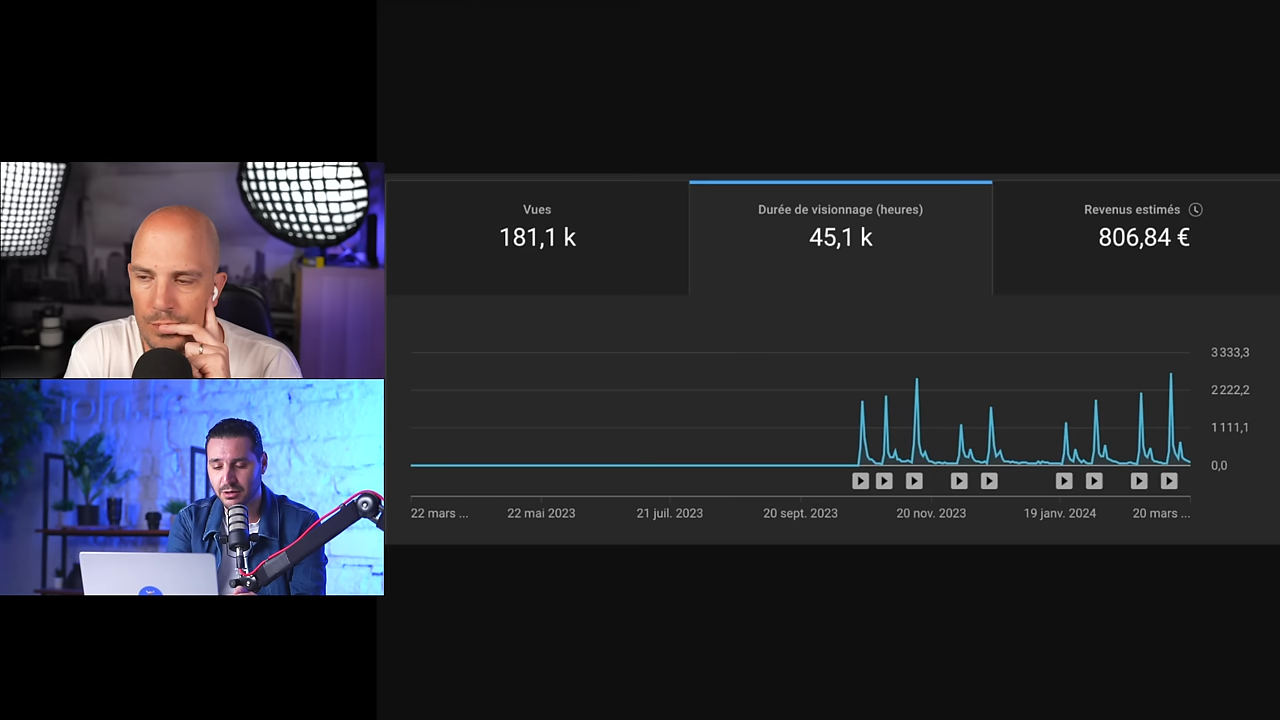 Vues
181,1 k
Durée de visionnage (heures)
45,1 k
Revenus estimés
806,84 €
3 333,3
2 222,2
1 111,1
0,0
22 mars ...
22 mai 2023
21 juil. 2023
20 sept. 2023
20 nov. 2023
19 janv. 2024
20 mars ...